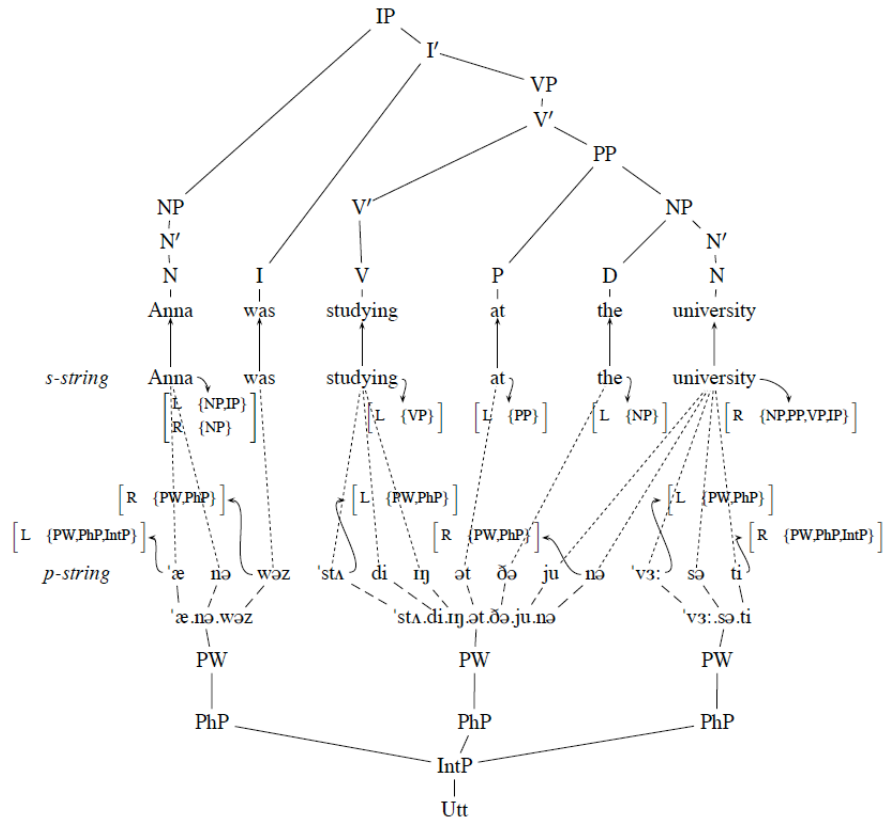 IP
I′
VP
V′
PP
NP V′ NP
N′ N′
N I V P D N
Anna was studying at the university
s-string Anna was studying at the university
[L {NP,IP} R {NP}] [L {VP}] [L {PP}] [L {NP}] [R {NP,PP,VP,IP}]
[R {PW,PhP}] [L {PW,PhP}] [L {PW,PhP}]
[L {PW,PhP,IntP}] [R {PW,PhP}] [R {PW,PhP,IntP}]
p-string ˈæ nə wəz ˈstʌ di ɪŋ ət ðə ju nə ˈvɜː sə ti
ˈæ.nə.wəz ˈstʌ.di.ɪŋ.ət.ðə.ju.nə ˈvɜː.sə.ti
PW PW PW
PhP PhP PhP
IntP
Utt